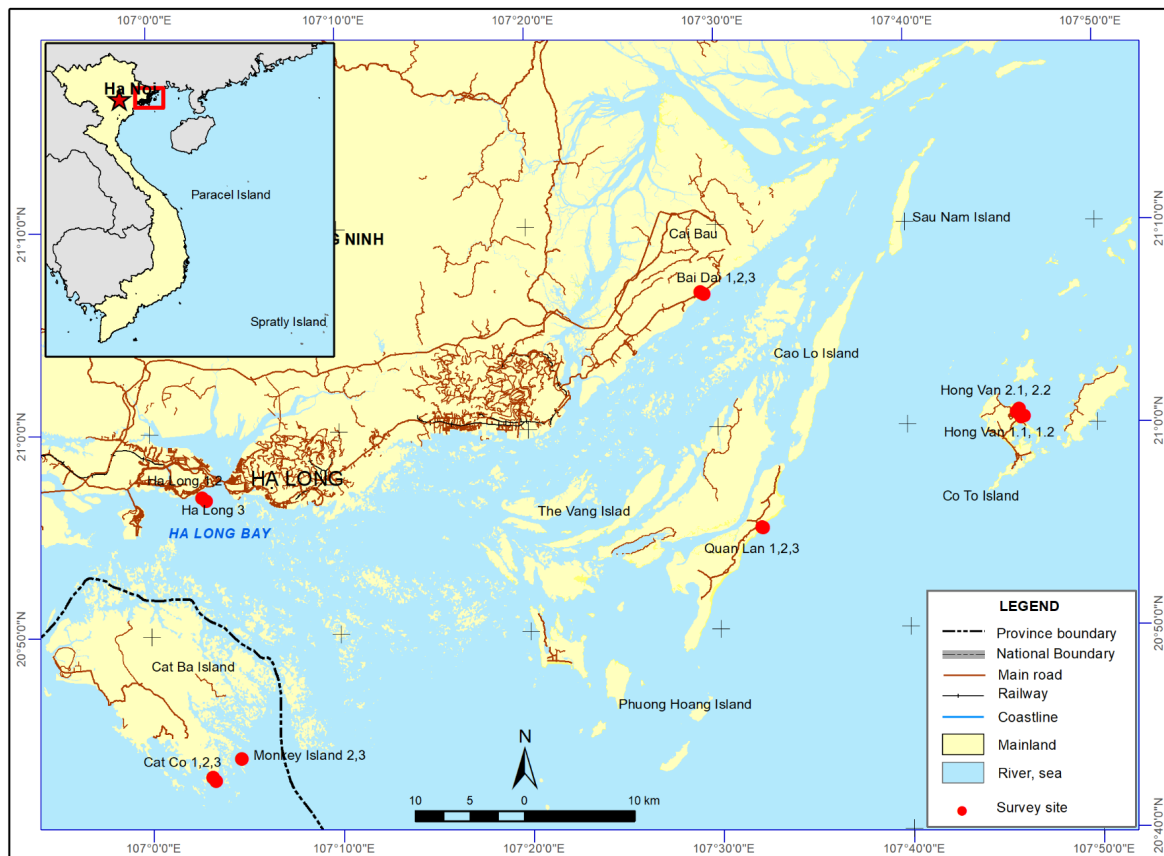 107°0'0"E
107°10'0"E
107°20'0"E
107°30'0"E
107°40'0"E
107°50'0"E
Ha Noi
Paracel Island
Spratly Island
21°10'0"N
21°10'0"N
G NINH
Sau Nam Island
Cai Bau
Bai Dai 1,2,3
Cao Lo Island
Hong Van 2.1, 2.2
Hong Van 1.1, 1.2
21°0'0"N
21°0'0"N
Co To Island
HA LONG
Ha Long 1,2
Ha Long 3
HA LONG BAY
The Vang Islad
Quan Lan 1,2,3
20°50'0"N
20°50'0"N
Cat Ba Island
Phuong Hoang Island
Monkey Island 2,3
Cat Co 1,2,3
N
10 5 0 10 km
LEGEND
Province boundary
National Boundary
Main road
Railway
Coastline
Mainland
River, sea
Survey site
20°40'0"N
107°0'0"E
107°10'0"E
107°20'0"E
107°30'0"E
107°40'0"E
107°50'0"E